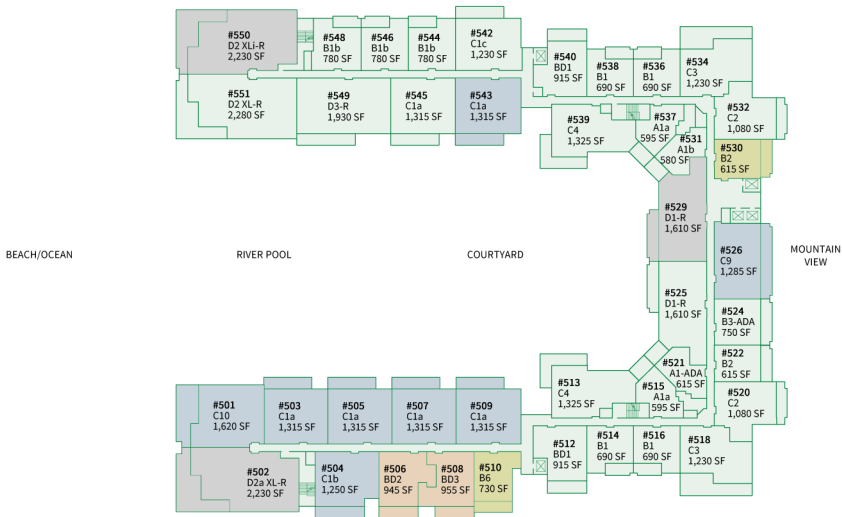 #550
D2 XLi-R
2,230 SF
#548
B1b
780 SF
#546
B1b
780 SF
#544
B1b
780 SF
#542
C1c
1,230 SF
#540
BD1
915 SF
#538
B1
690 SF
#536
B1
690 SF
#534
C3
1,230 SF
#551
D2 XL-R
2,280 SF
#549
D3-R
1,930 SF
#545
C1a
1,315 SF
#543
C1a
1,315 SF
#539
C4
1,325 SF
#537
A1a
595 SF
#531
A1b
580 SF
#532
C2
1,080 SF
#530
B2
615 SF
#529
D1-R
1,610 SF
BEACH/OCEAN
RIVER POOL
COURTYARD
#526
C9
1,285 SF
MOUNTAIN
VIEW
#525
D1-R
1,610 SF
#524
B3-ADA
750 SF
#522
B2
615 SF
#521
A1-ADA
615 SF
#520
C2
1,080 SF
#513
C4
1,325 SF
#515
A1a
595 SF
#501
C10
1,620 SF
#503
C1a
1,315 SF
#505
C1a
1,315 SF
#507
C1a
1,315 SF
#509
C1a
1,315 SF
#512
BD1
915 SF
#514
B1
690 SF
#516
B1
690 SF
#518
C3
1,230 SF
#502
D2a XL-R
2,230 SF
#504
C1b
1,250 SF
#506
BD2
945 SF
#508
BD3
955 SF
#510
B6
730 SF